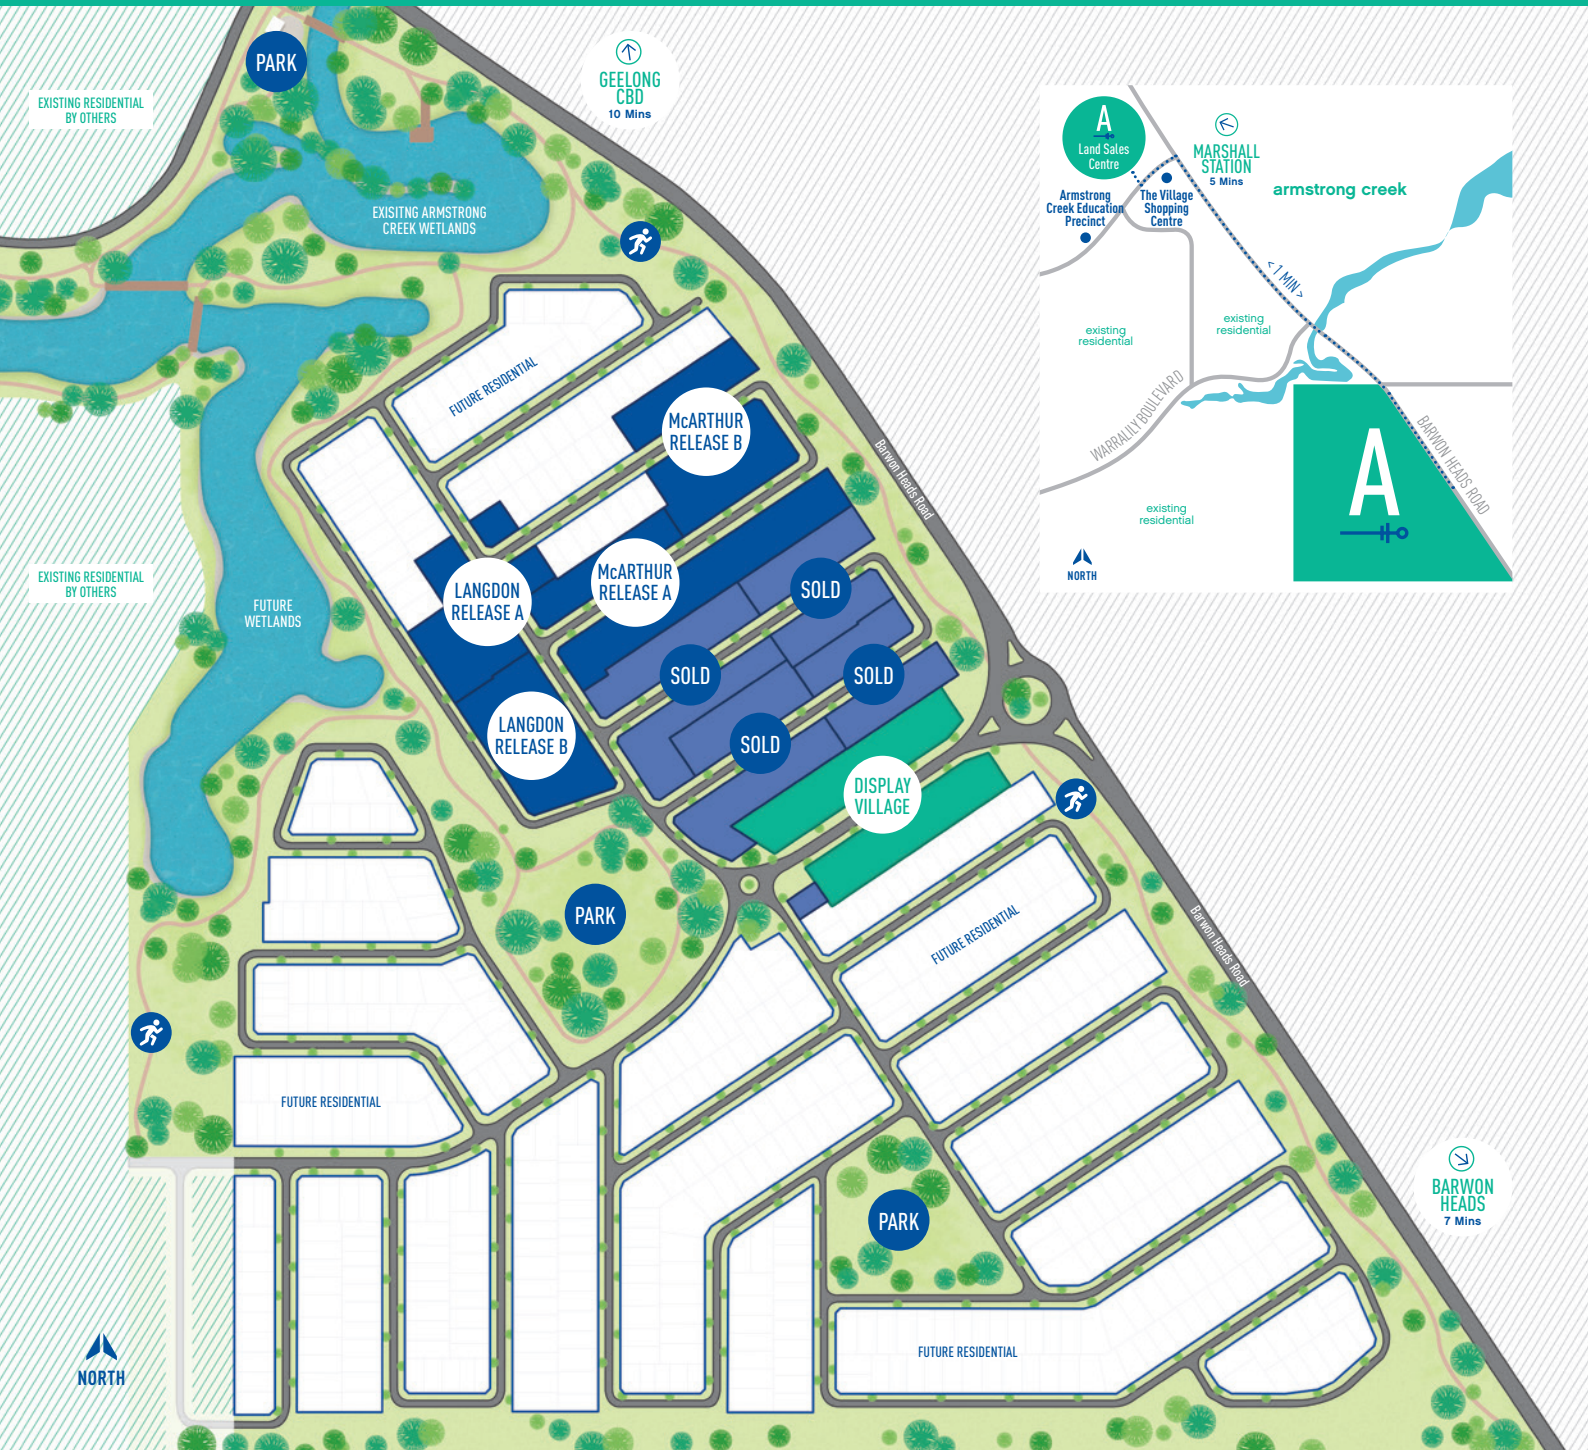 PARK
EXISTING RESIDENTIAL
BY OTHERS
GEELONG
CBD
10 Mins
EXISITNG ARMSTRONG
CREEK WETLANDS
A
Land Sales
Centre
MARSHALL
STATION
5 Mins
armstrong creek
Armstrong
Creek Education
Precinct
The Village
Shopping
Centre
< 1 MIN >
existing
residential
existing
residential
WARRALILY BOULEVARD
BARWON HEADS ROAD
A
existing
residential
NORTH
FUTURE RESIDENTIAL
McARTHUR
RELEASE B
Barwon Heads Road
EXISTING RESIDENTIAL
BY OTHERS
FUTURE
WETLANDS
LANGDON
RELEASE A
McARTHUR
RELEASE A
SOLD
SOLD
SOLD
LANGDON
RELEASE B
SOLD
DISPLAY
VILLAGE
PARK
FUTURE RESIDENTIAL
Barwon Heads Road
FUTURE RESIDENTIAL
PARK
BARWON
HEADS
7 Mins
FUTURE RESIDENTIAL
NORTH